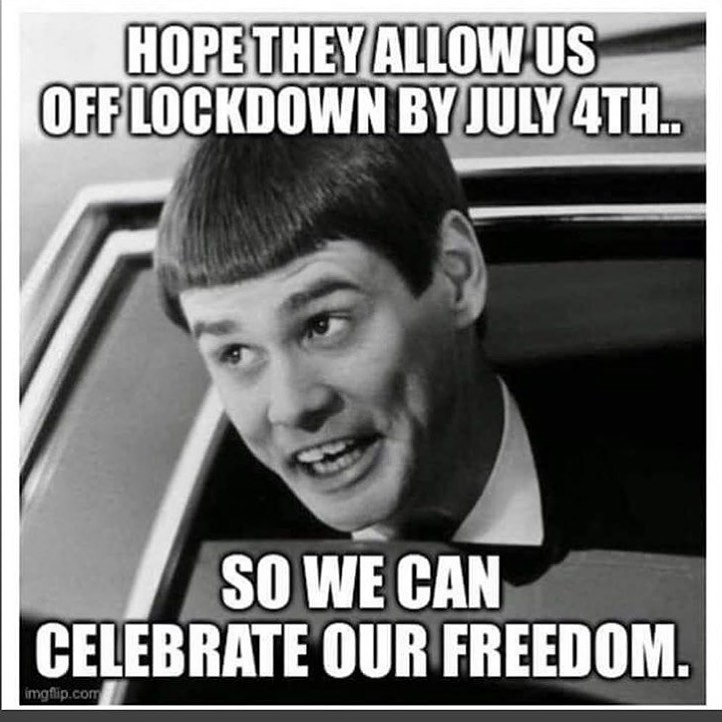 HOPE THEY ALLOW US
OFF LOCKDOWN BY JULY 4TH..
SO WE CAN
CELEBRATE OUR FREEDOM.
imgflip.com